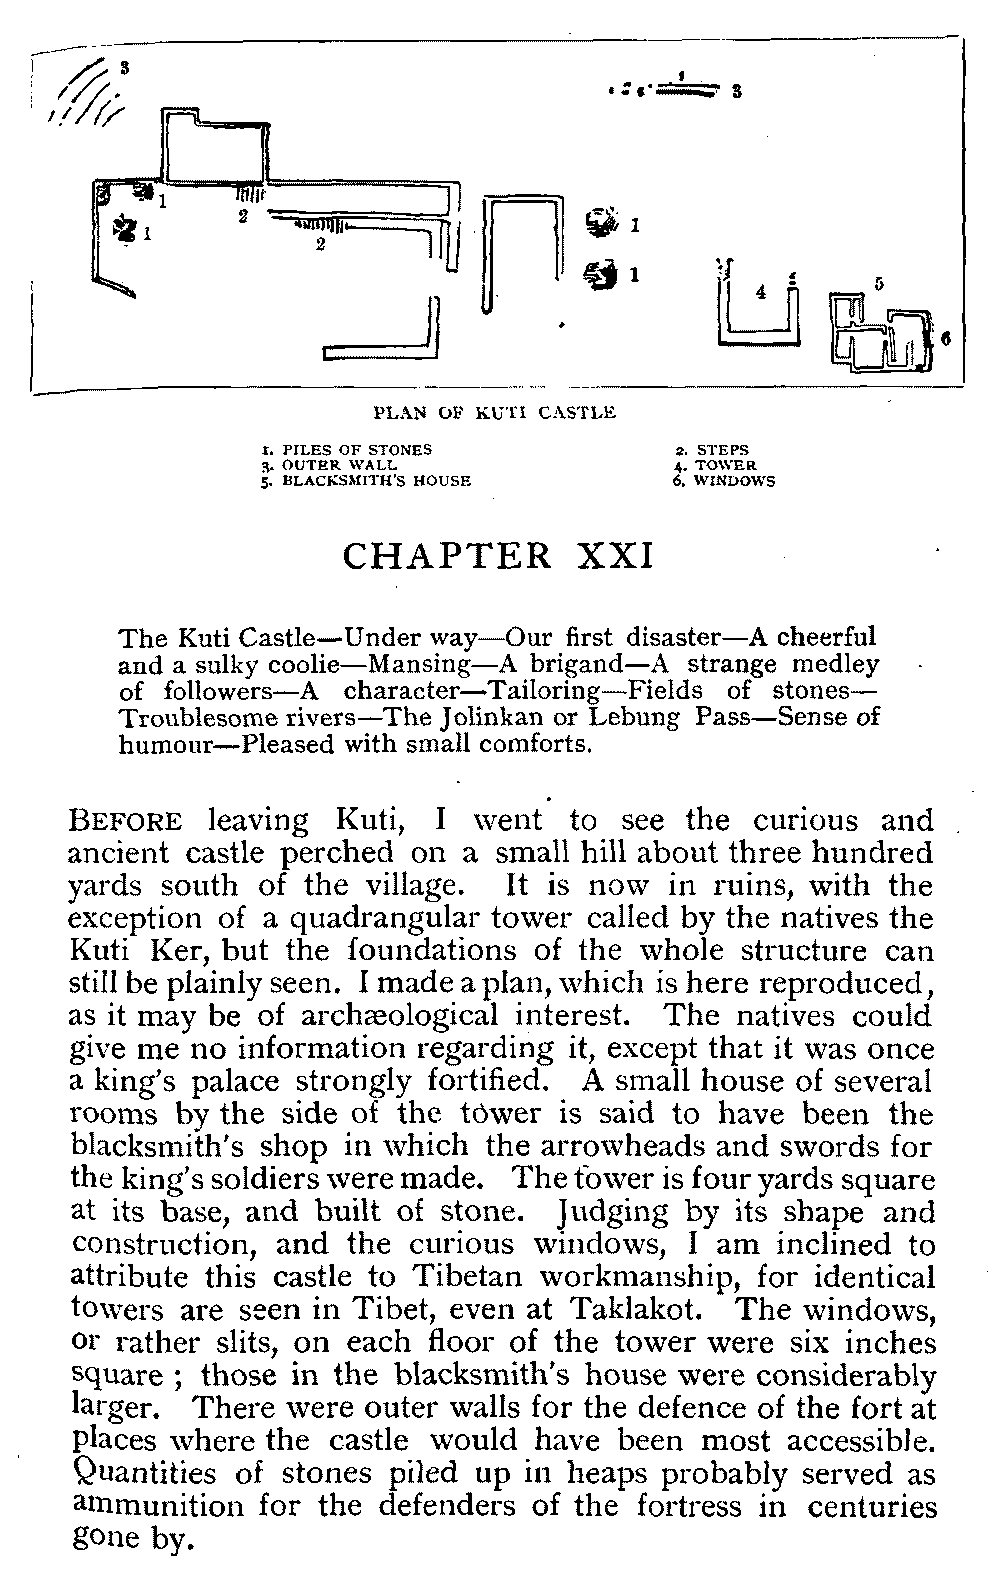 3
1
3
1
2
1
2
1
1
4
5
6
PLAN OF KUTI CASTLE
1. PILES OF STONES 2. STEPS
3. OUTER WALL 4. TOWER
5. BLACKSMITH'S HOUSE 6. WINDOWS
CHAPTER XXI
The Kuti Castle—Under way—Our first disaster—A cheerful
and a sulky coolie—Mansing—A brigand—A strange medley
of followers—A character—Tailoring—Fields of stones—
Troublesome rivers—The Jolinkan or Lebung Pass—Sense of
humour—Pleased with small comforts.
BEFORE leaving Kuti, I went to see the curious and
ancient castle perched on a small hill about three hundred
yards south of the village. It is now in ruins, with the
exception of a quadrangular tower called by the natives the
Kuti Ker, but the foundations of the whole structure can
still be plainly seen. I made a plan, which is here reproduced,
as it may be of archæological interest. The natives could
give me no information regarding it, except that it was once
a king's palace strongly fortified. A small house of several
rooms by the side of the tower is said to have been the
blacksmith's shop in which the arrowheads and swords for
the king's soldiers were made. The tower is four yards square
at its base, and built of stone. Judging by its shape and
construction, and the curious windows, I am inclined to
attribute this castle to Tibetan workmanship, for identical
towers are seen in Tibet, even at Taklakot. The windows,
or rather slits, on each floor of the tower were six inches
square ; those in the blacksmith's house were considerably
larger. There were outer walls for the defence of the fort at
places where the castle would have been most accessible.
Quantities of stones piled up in heaps probably served as
ammunition for the defenders of the fortress in centuries
gone by.